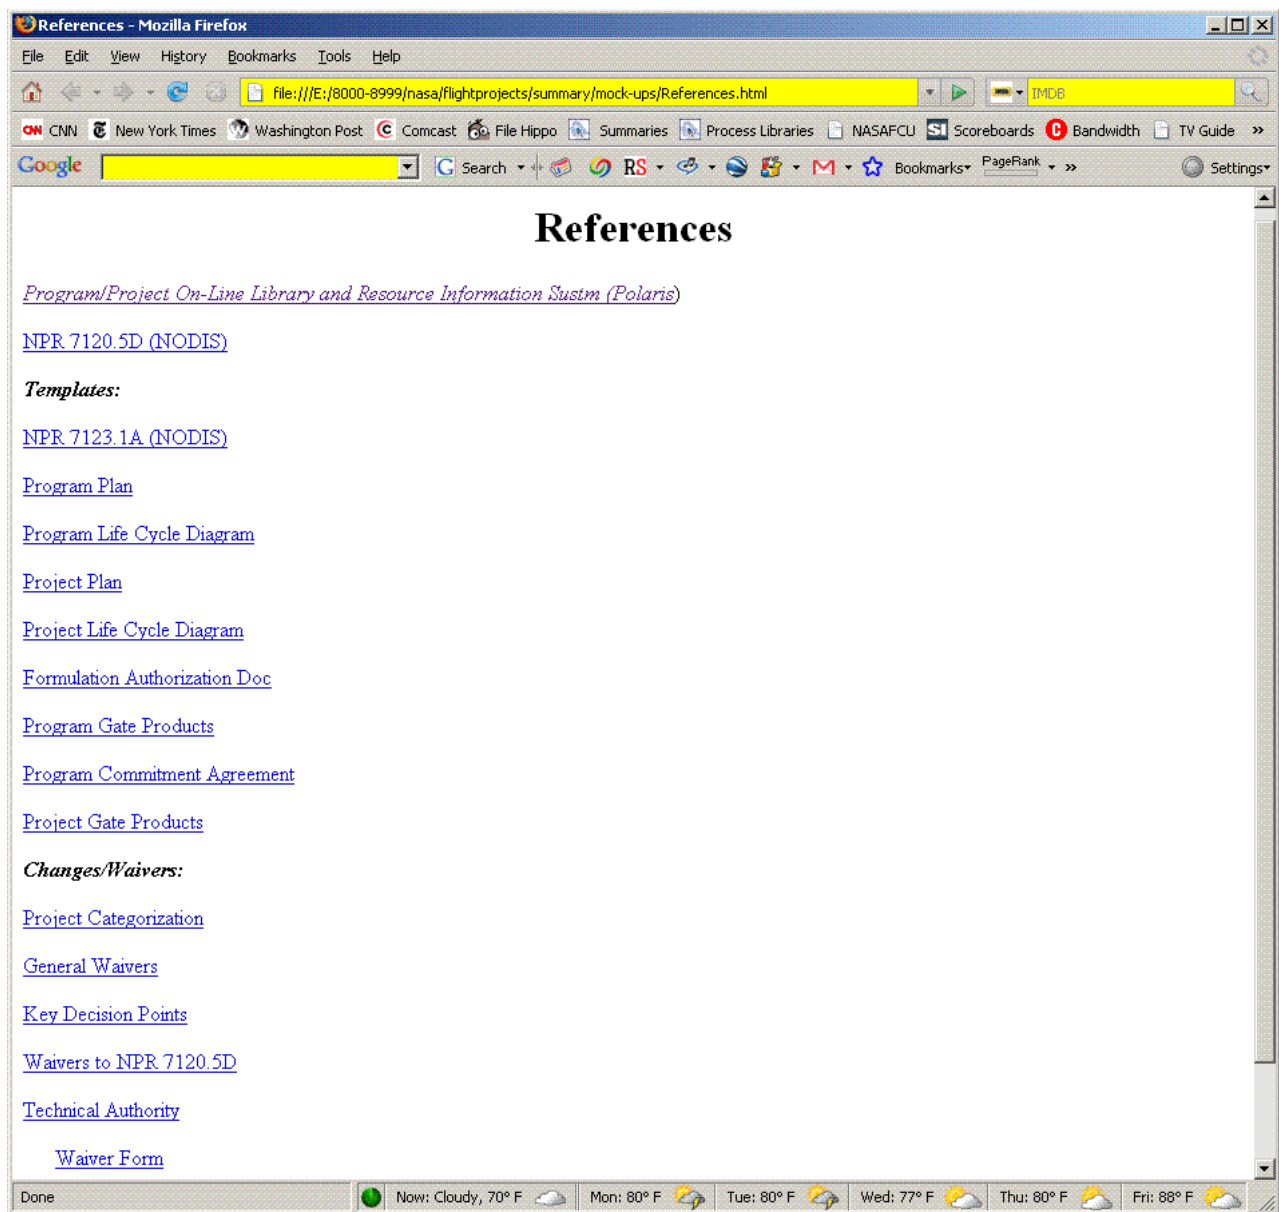 References - Mozilla Firefox
File Edit View History Bookmarks Tools Help
file:///E:/8000-8999/nasa/flightprojects/summary/mock-ups/References.html IMDB
CNN New York Times Washington Post Comcast File Hippo Summaries Process Libraries NASAFCU Scoreboards Bandwidth TV Guide »
Google Search RS Bookmarks PageRank » Settings
References
Program/Project On-Line Library and Resource Information Sustm (Polaris)
NPR 7120.5D (NODIS)
Templates:
NPR 7123.1A (NODIS)
Program Plan
Program Life Cycle Diagram
Project Plan
Project Life Cycle Diagram
Formulation Authorization Doc
Program Gate Products
Program Commitment Agreement
Project Gate Products
Changes/Waivers:
Project Categorization
General Waivers
Key Decision Points
Waivers to NPR 7120.5D
Technical Authority
Waiver Form
Done Now: Cloudy, 70° F Mon: 80° F Tue: 80° F Wed: 77° F Thu: 80° F Fri: 88° F